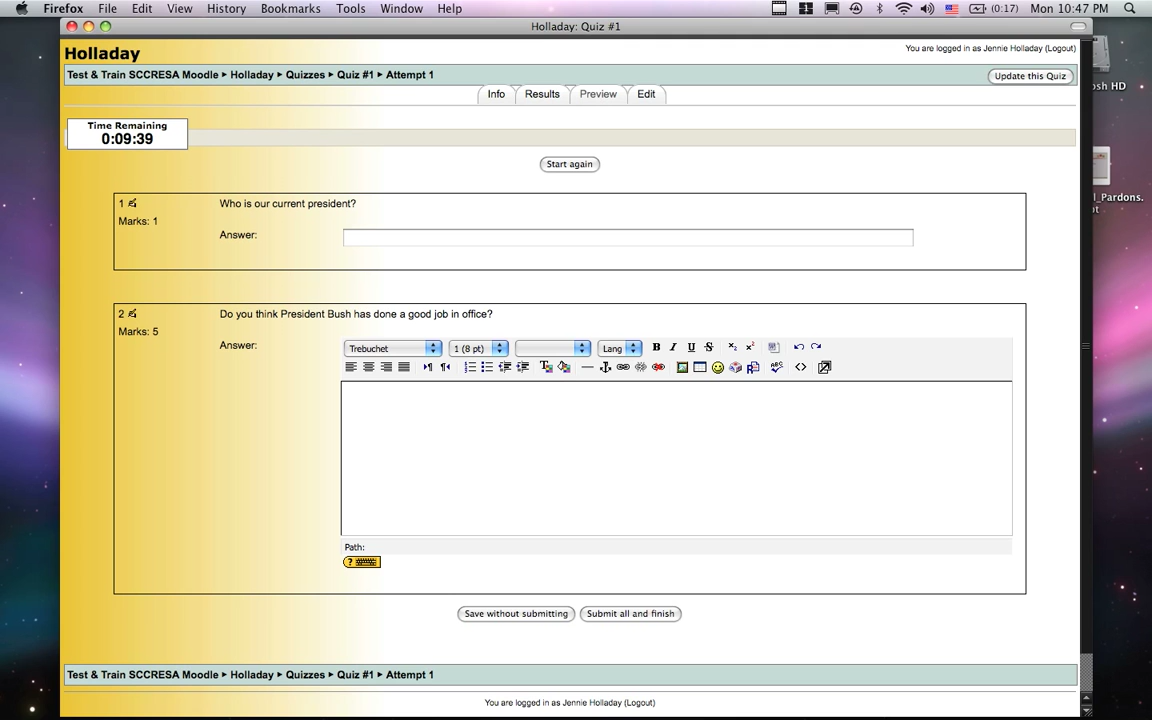 Firefox File Edit View History Bookmarks Tools Window Help (0:17) Mon 10:47 PM
Holladay: Quiz #1
Holladay
You are logged in as Jennie Holladay (Logout)
Test & Train SCCRESA Moodle ► Holladay ► Quizzes ► Quiz #1 ► Attempt 1
Update this Quiz
osh HD
Info Results Preview Edit
Time Remaining
0:09:39
Start again
1
Who is our current president?
Marks: 1
Answer:
l_Pardons.
2
Do you think President Bush has done a good job in office?
Marks: 5
Answer:
Trebuchet 1 (8 pt) Lang B I U S
Path:
?
Save without submitting Submit all and finish
Test & Train SCCRESA Moodle ► Holladay ► Quizzes ► Quiz #1 ► Attempt 1
You are logged in as Jennie Holladay (Logout)